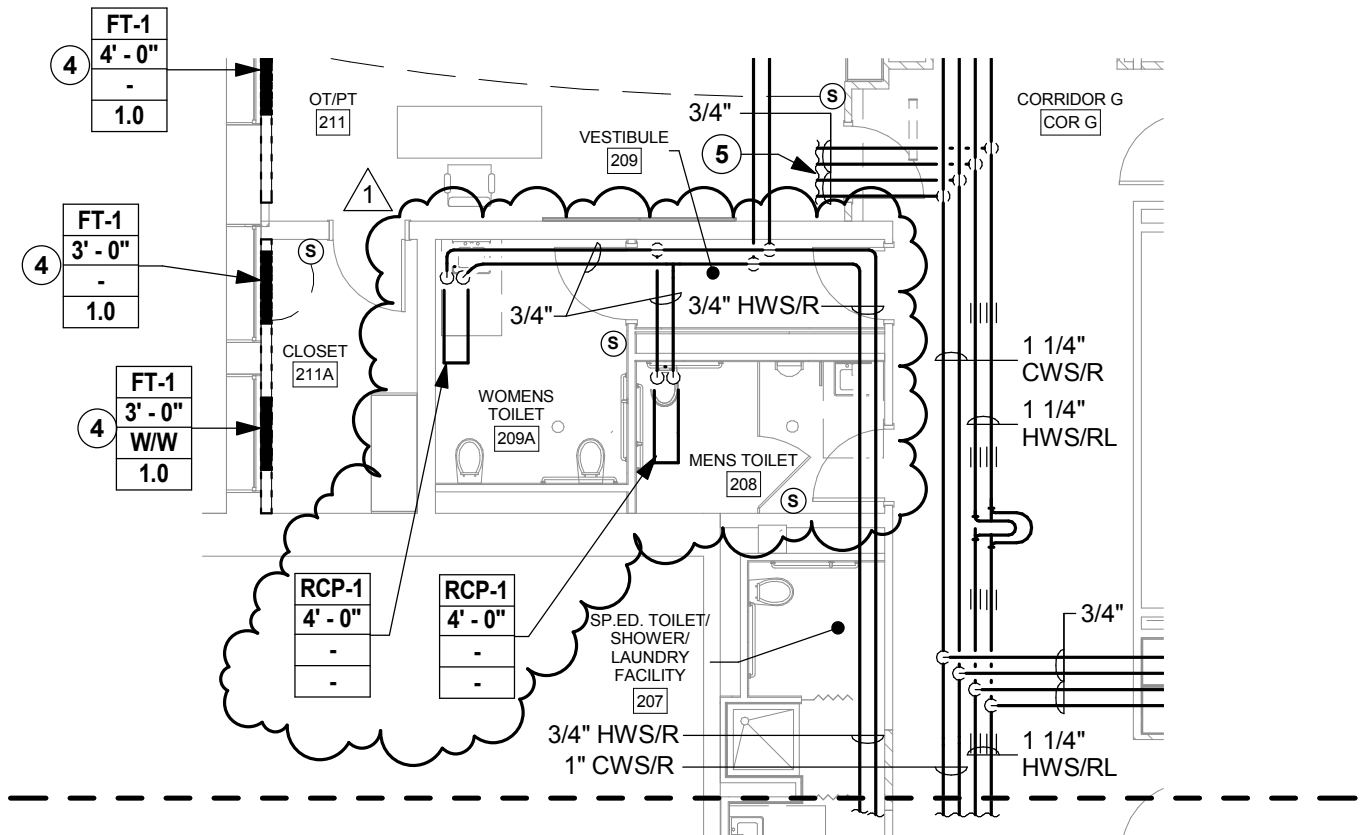 FT-1
4' - 0"
-
1.0
4
OT/PT
211
S
3/4"
VESTIBULE
209
5
CORRIDOR G
COR G
1
FT-1
3' - 0"
-
1.0
4
S
3/4"
3/4" HWS/R
CLOSET
211A
S
1 1/4"
CWS/R
FT-1
3' - 0"
W/W
1.0
4
WOMENS
TOILET
209A
1 1/4"
HWS/RL
MENS TOILET
208
S
RCP-1
4' - 0"
-
-
RCP-1
4' - 0"
-
-
SP.ED. TOILET/
SHOWER/
LAUNDRY
FACILITY
207
3/4"
3/4" HWS/R
1" CWS/R
1 1/4"
HWS/RL